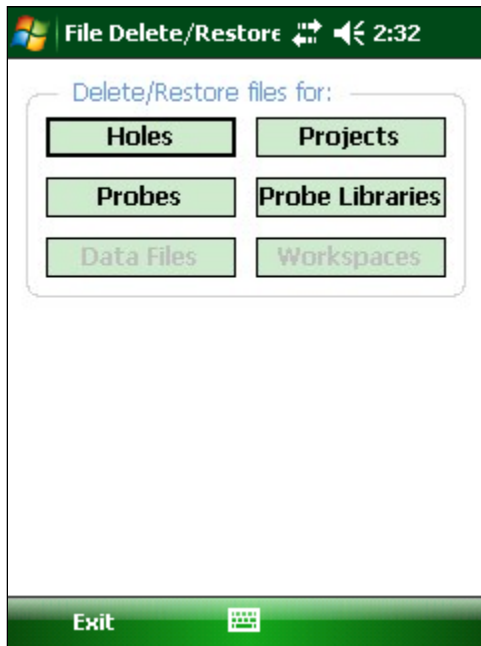 File Delete/Restore 2:32
Delete/Restore files for:
Holes Projects
Probes Probe Libraries
Data Files Workspaces
Exit